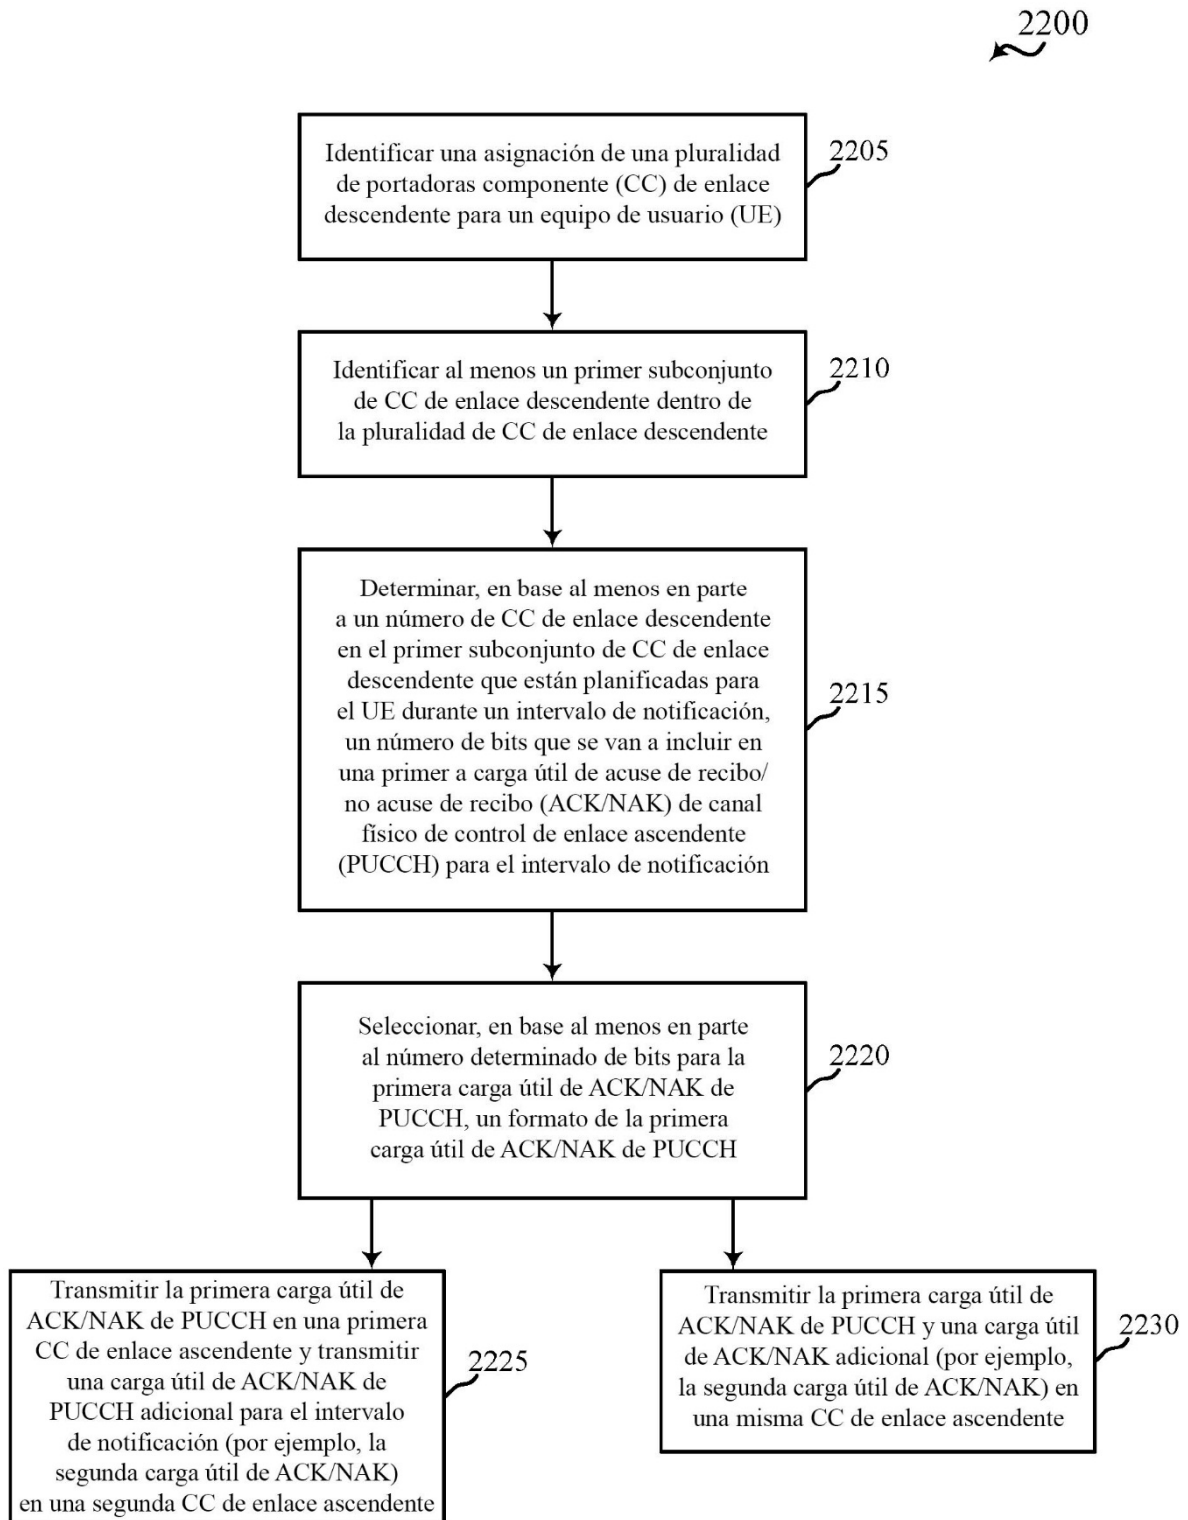 2200
Identificar una asignación de una pluralidad
de portadoras componente (CC) de enlace
descendente para un equipo de usuario (UE)
2205
Identificar al menos un primer subconjunto
de CC de enlace descendente dentro de
la pluralidad de CC de enlace descendente
2210
Determinar, en base al menos en parte
a un número de CC de enlace descendente
en el primer subconjunto de CC de enlace
descendente que están planificadas para
el UE durante un intervalo de notificación,
un número de bits que se van a incluir en
una primer a carga útil de acuse de recibo/
no acuse de recibo (ACK/NAK) de canal
físico de control de enlace ascendente
(PUCCH) para el intervalo de notificación
2215
Seleccionar, en base al menos en parte
al número determinado de bits para la
primera carga útil de ACK/NAK de
PUCCH, un formato de la primera
carga útil de ACK/NAK de PUCCH
2220
Transmitir la primera carga útil de
ACK/NAK de PUCCH en una primera
CC de enlace ascendente y transmitir
una carga útil de ACK/NAK de
PUCCH adicional para el intervalo
de notificación (por ejemplo, la
segunda carga útil de ACK/NAK)
en una segunda CC de enlace ascendente
2225
Transmitir la primera carga útil de
ACK/NAK de PUCCH y una carga útil
de ACK/NAK adicional (por ejemplo,
la segunda carga útil de ACK/NAK) en
una misma CC de enlace ascendente
2230